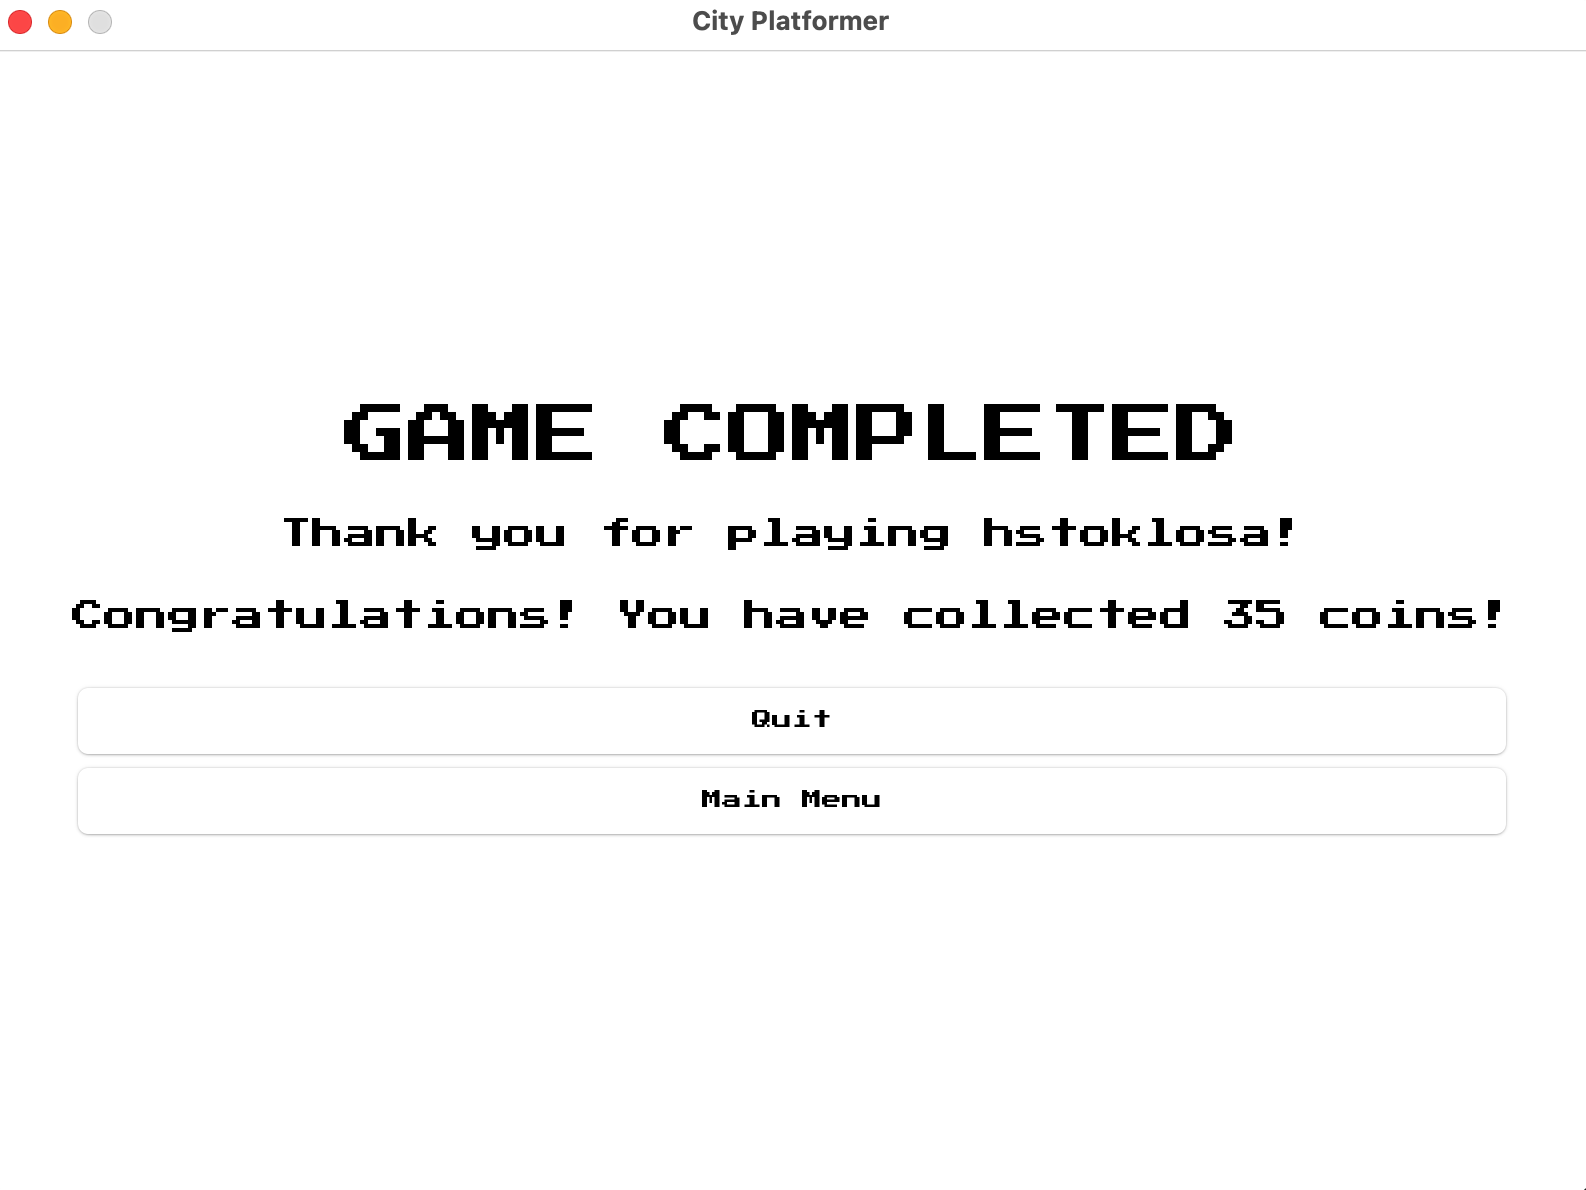 City Platformer
GAME COMPLETED
Thank you for playing hstoklosa!
Congratulations! You have collected 35 coins!
Quit
Main Menu